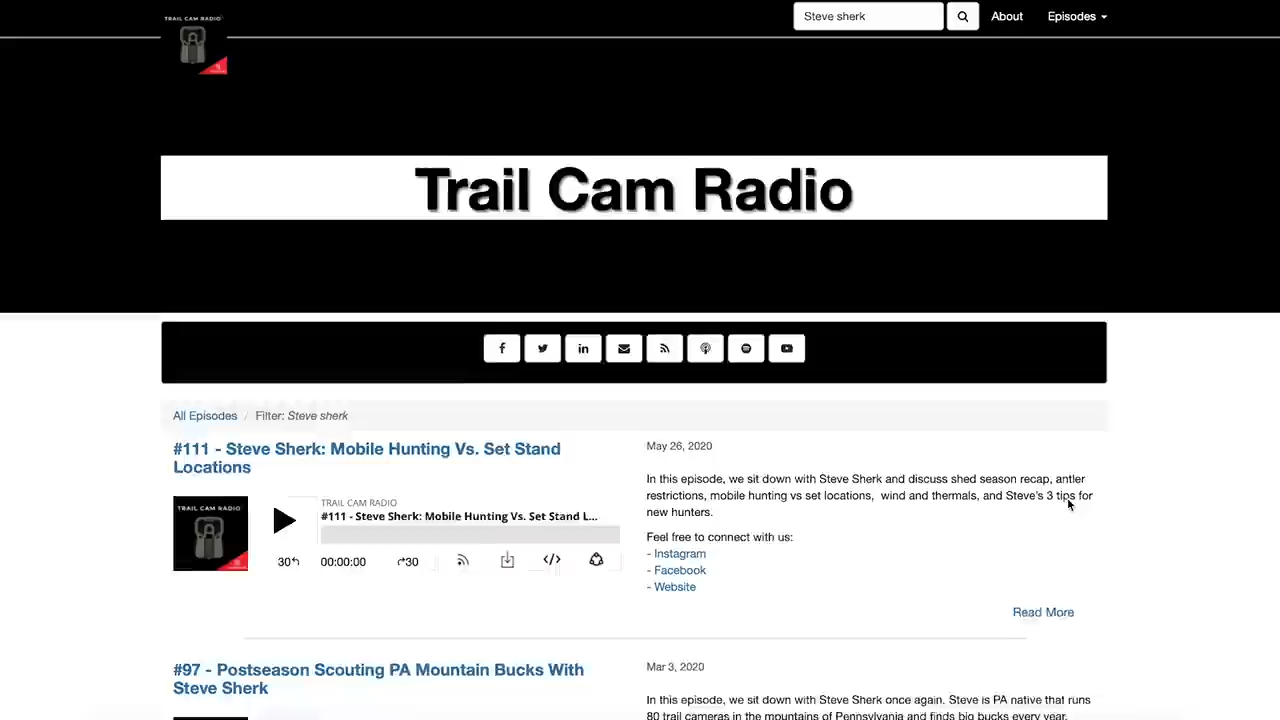 TRAIL CAM RADIO
Steve sherk
About
Episodes
Trail Cam Radio
All Episodes / Filter: Steve sherk
#111 - Steve Sherk: Mobile Hunting Vs. Set Stand
Locations
TRAIL CAM RADIO
TRAIL CAM RADIO
#111 - Steve Sherk: Mobile Hunting Vs. Set Stand L...
30
00:00:00
30
May 26, 2020
In this episode, we sit down with Steve Sherk and discuss shed season recap, antler
restrictions, mobile hunting vs set locations, wind and thermals, and Steve's 3 tips for
new hunters.
Feel free to connect with us:
- Instagram
- Facebook
- Website
Read More
#97 - Postseason Scouting PA Mountain Bucks With
Steve Sherk
Mar 3, 2020
In this episode, we sit down with Steve Sherk once again. Steve is PA native that runs
80 trail cameras in the mountains of Pennsylvania and finds big bucks every year.